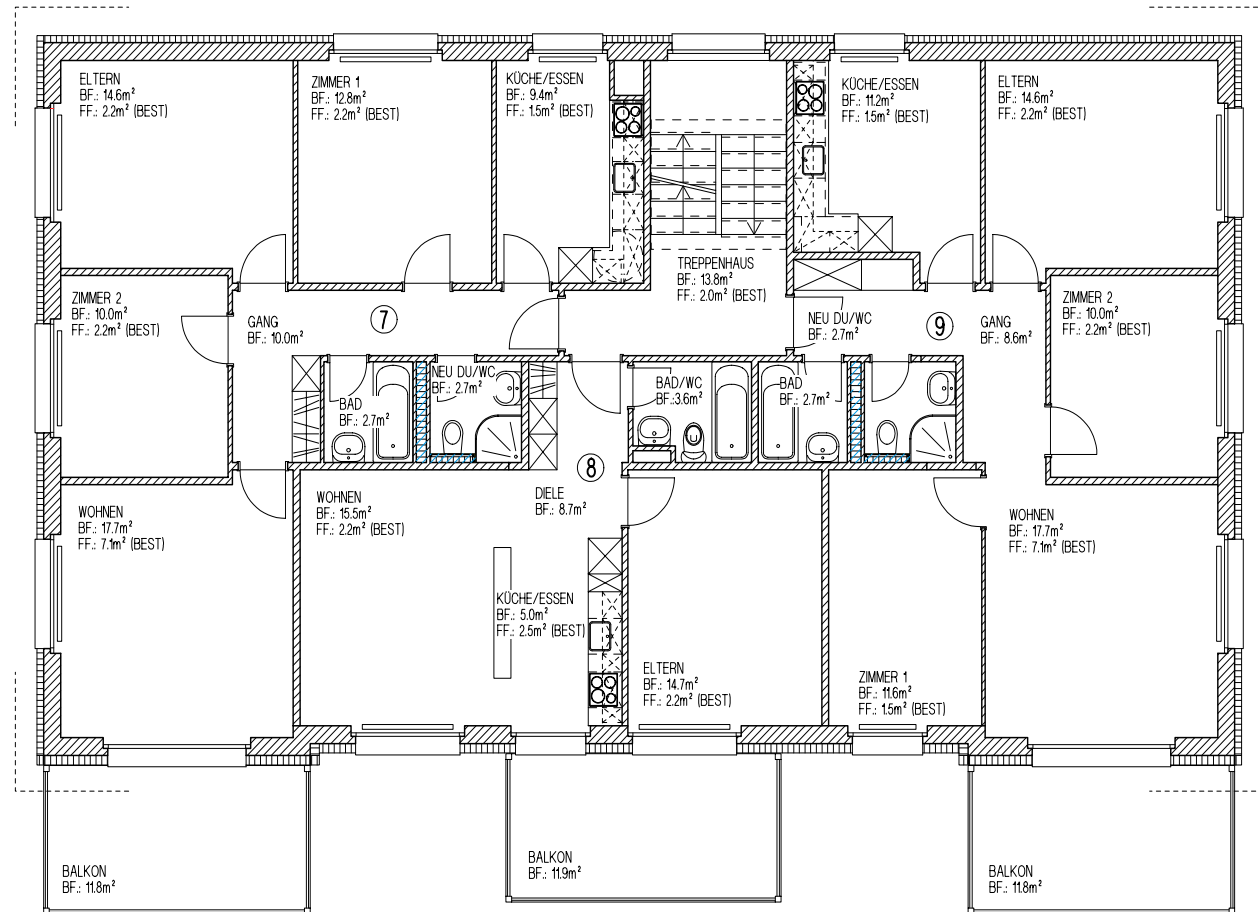 ELTERN
BF.: 14.6m²
FF.: 2.2m² (BEST)
ZIMMER 1
BF.: 12.8m²
FF.: 2.2m² (BEST)
KÜCHE/ESSEN
BF.: 9.4m²
FF.: 1.5m² (BEST)
KÜCHE/ESSEN
BF.: 11.2m²
FF.: 1.5m² (BEST)
ELTERN
BF.: 14.6m²
FF.: 2.2m² (BEST)
TREPPENHAUS
BF.: 13.8m²
FF.: 2.0m² (BEST)
ZIMMER 2
BF.: 10.0m²
FF.: 2.2m² (BEST)
GANG
BF.: 10.0m²
7
NEU DU/WC
BF.: 2.7m²
9
GANG
BF.: 8.6m²
ZIMMER 2
BF.: 10.0m²
FF.: 2.2m² (BEST)
BAD
BF.: 2.7m²
NEU DU/WC
BF.: 2.7m²
BAD/WC
BF.:3.6m²
BAD
BF.: 2.7m²
8
WOHNEN
BF.: 17.7m²
FF.: 7.1m² (BEST)
WOHNEN
BF.: 15.5m²
FF.: 2.2m² (BEST)
DIELE
BF.: 8.7m²
WOHNEN
BF.: 17.7m²
FF.: 7.1m² (BEST)
KÜCHE/ESSEN
BF.: 5.0m²
FF.: 2.5m² (BEST)
ELTERN
BF.: 14.7m²
FF.: 2.2m² (BEST)
ZIMMER 1
BF.: 11.6m²
FF.: 1.5m² (BEST)
BALKON
BF.: 11.8m²
BALKON
BF.: 11.9m²
BALKON
BF.: 11.8m²